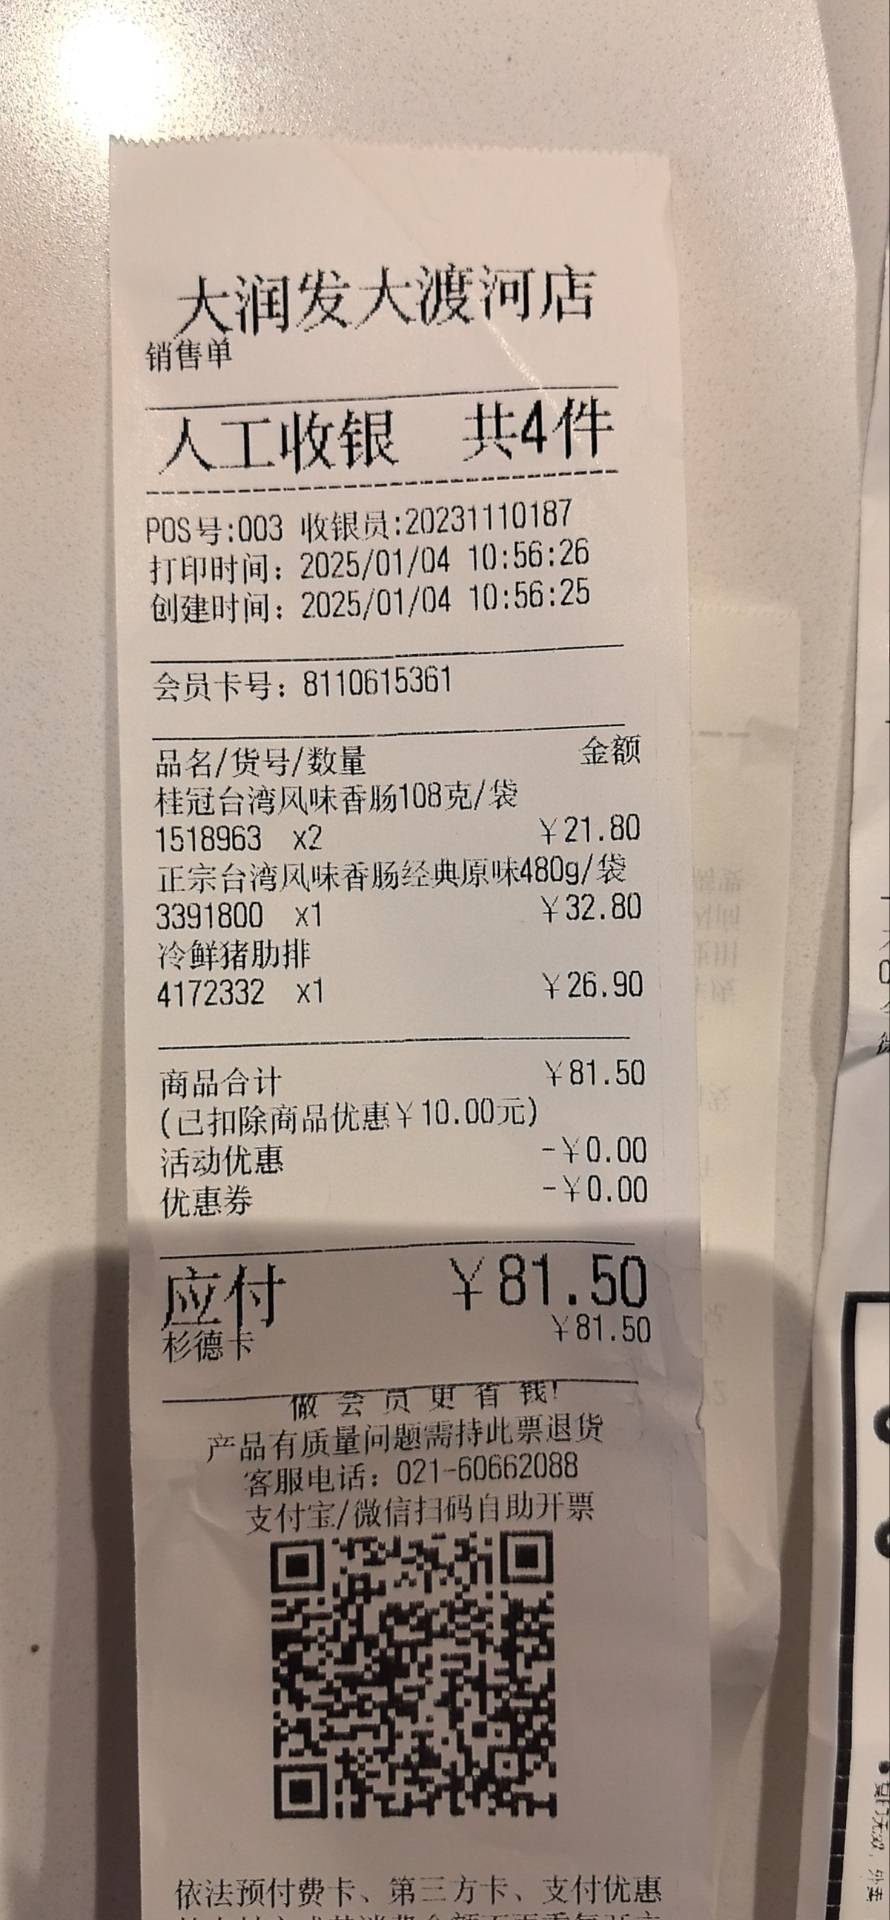 大润发大渡河店
销售单
人工收银 共4件
POS号:003 收银员:20231110187
打印时间：2025/01/04 10:56:26
创建时间：2025/01/04 10:56:25
会员卡号：8110615361
品名/货号/数量 金额
桂冠台湾风味香肠108克/袋
1518963 x2 ￥21.80
正宗台湾风味香肠经典原味480g/袋
3391800 x1 ￥32.80
冷鲜猪肋排
4172332 x1 ￥26.90
商品合计 ￥81.50
(已扣除商品优惠￥10.00元)
活动优惠 -￥0.00
优惠券 -￥0.00
应付 ￥81.50
杉德卡 ￥81.50
做会员更省钱!
产品有质量问题需持此票退货
客服电话：021-60662088
支付宝/微信扫码自助开票
依法预付费卡、第三方卡、支付优惠